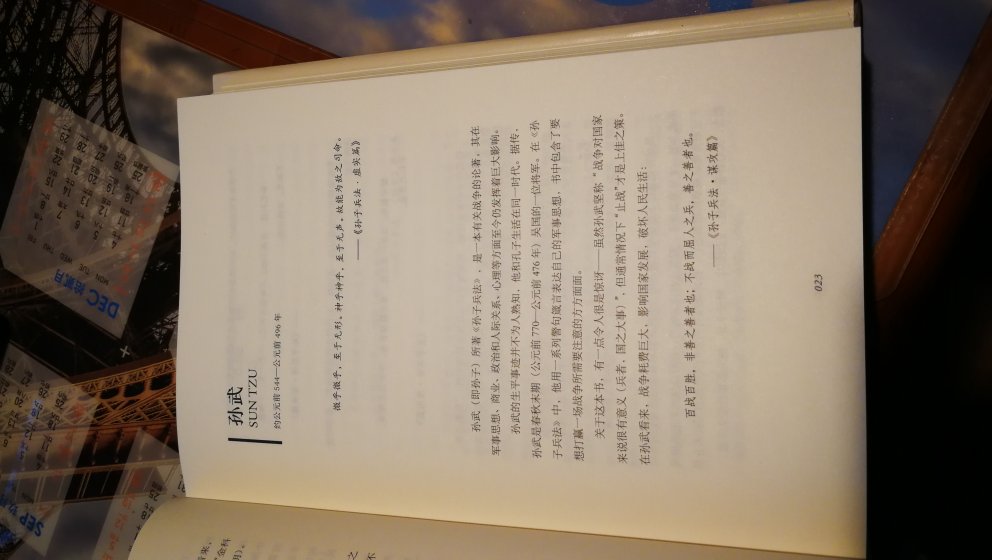 孙武
SUN TZU
约公元前 544—公元前 496 年
微乎微乎，至于无形。神乎神乎，至于无声。故能为敌之司命。
——《孙子兵法·虚实篇》
孙武（即孙子）所著《孙子兵法》，是一本有关战争的论著，其在
军事思想、商业、政治和人际关系、心理等方面至今仍发挥着巨大影响。
孙武的生平事迹并不为人熟知，他和孔子生活在同一时代。据传，
孙武是春秋末期（公元前 770—公元前 476 年）吴国的一位将军。在《孙
子兵法》中，他用一系列警句箴言表达自己的军事思想，书中包含了要
想打赢一场战争所需要注意的方方面面。
关于这本书，有一点令人很是惊讶——虽然孙武坚称“战争对国家
来说很有意义（兵者，国之大事）”，但通常情况下“止战”才是上佳之策。
在孙武看来，战争耗费巨大，影响国家发展，破坏人民生活：
百战百胜，非善之善者也；不战而屈人之兵，善之善者也。
——《孙子兵法·谋攻篇》
023
DEC 拾贰月
MON TUE WED THU FRI
SEP